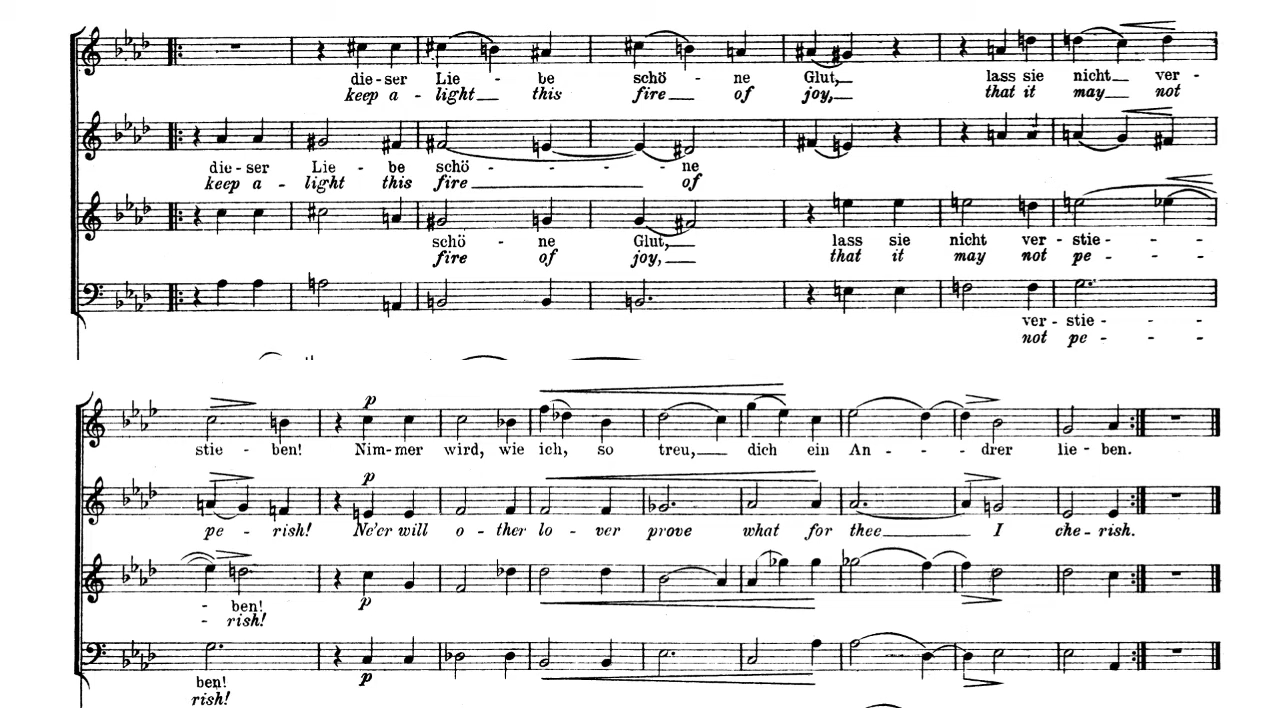 die - ser Lie - be schö - ne Glut, lass sie nicht ver -
keep a - light this fire of joy, that it may not
die - ser Lie - be schö - - - - ne
keep a - light this fire of
schö - ne Glut, lass sie nicht ver - stie - - -
fire of joy, that it may not pe - - -
ver - stie - - -
not pe - - -
stie - ben! Nim - mer wird, wie ich, so treu, dich ein An - - drer lie - ben.
p
p
pe - rish! Ne'er will o - ther lo - ver prove what for thee I che - rish.
- ben!
- rish!
p
ben!
rish!
p